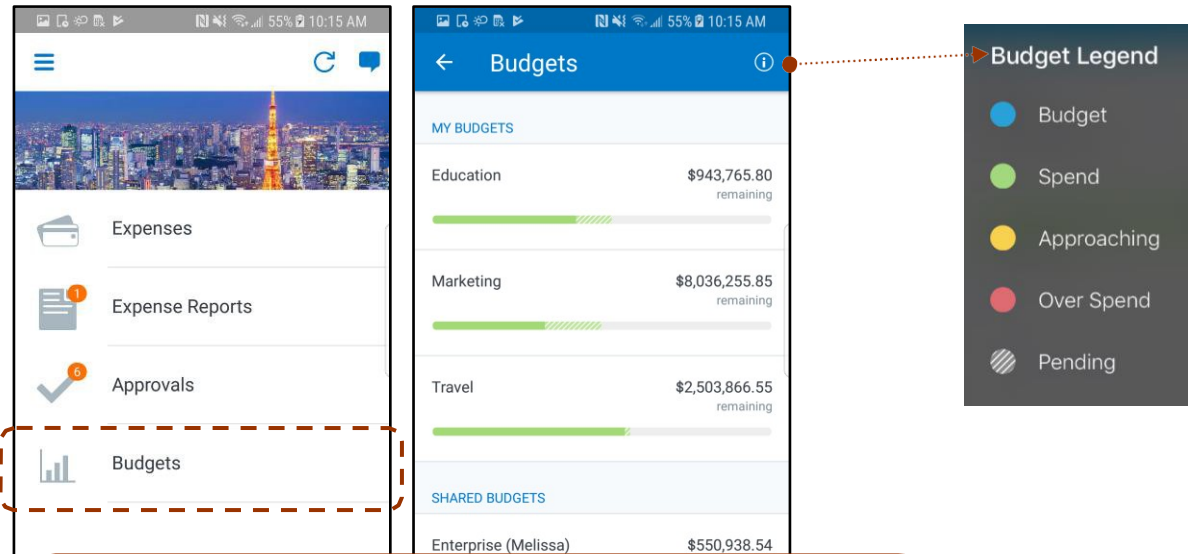 55% 10:15 AM
Expenses
1
Expense Reports
6
Approvals
Budgets
55% 10:15 AM
Budgets
MY BUDGETS
Education $943,765.80
remaining
Marketing $8,036,255.85
remaining
Travel $2,503,866.55
remaining
SHARED BUDGETS
Enterprise (Melissa) $550,938.54
Budget Legend
Budget
Spend
Approaching
Over Spend
Pending